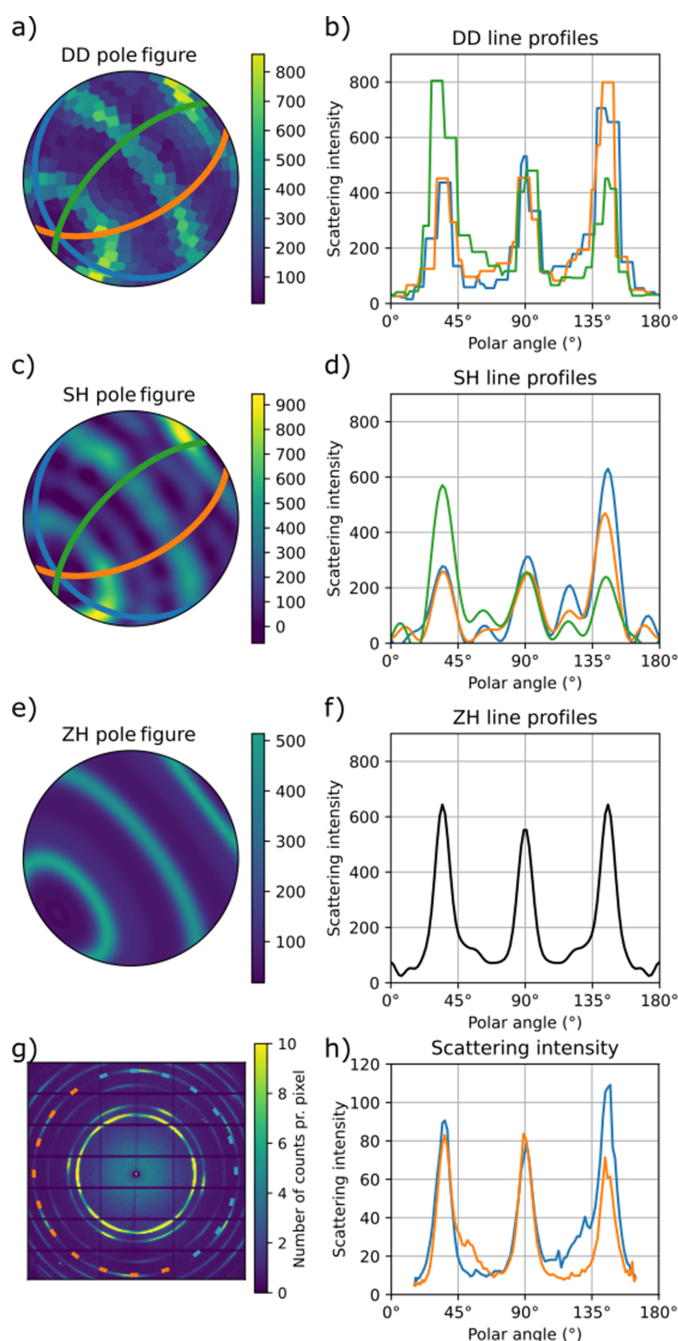 a)
DD pole figure
800
700
600
500
400
300
200
100
b)
DD line profiles
Scattering intensity
800
600
400
200
0
0° 45° 90° 135° 180°
Polar angle (°)
c)
SH pole figure
900
800
700
600
500
400
300
200
100
0
d)
SH line profiles
Scattering intensity
800
600
400
200
0
0° 45° 90° 135° 180°
Polar angle (°)
e)
ZH pole figure
500
400
300
200
100
f)
ZH line profiles
Scattering intensity
800
600
400
200
0
0° 45° 90° 135° 180°
Polar angle (°)
g)
10
8
6
4
2
0
Number of counts pr. pixel
h)
Scattering intensity
120
100
80
60
40
20
0
0° 45° 90° 135° 180°
Polar angle (°)